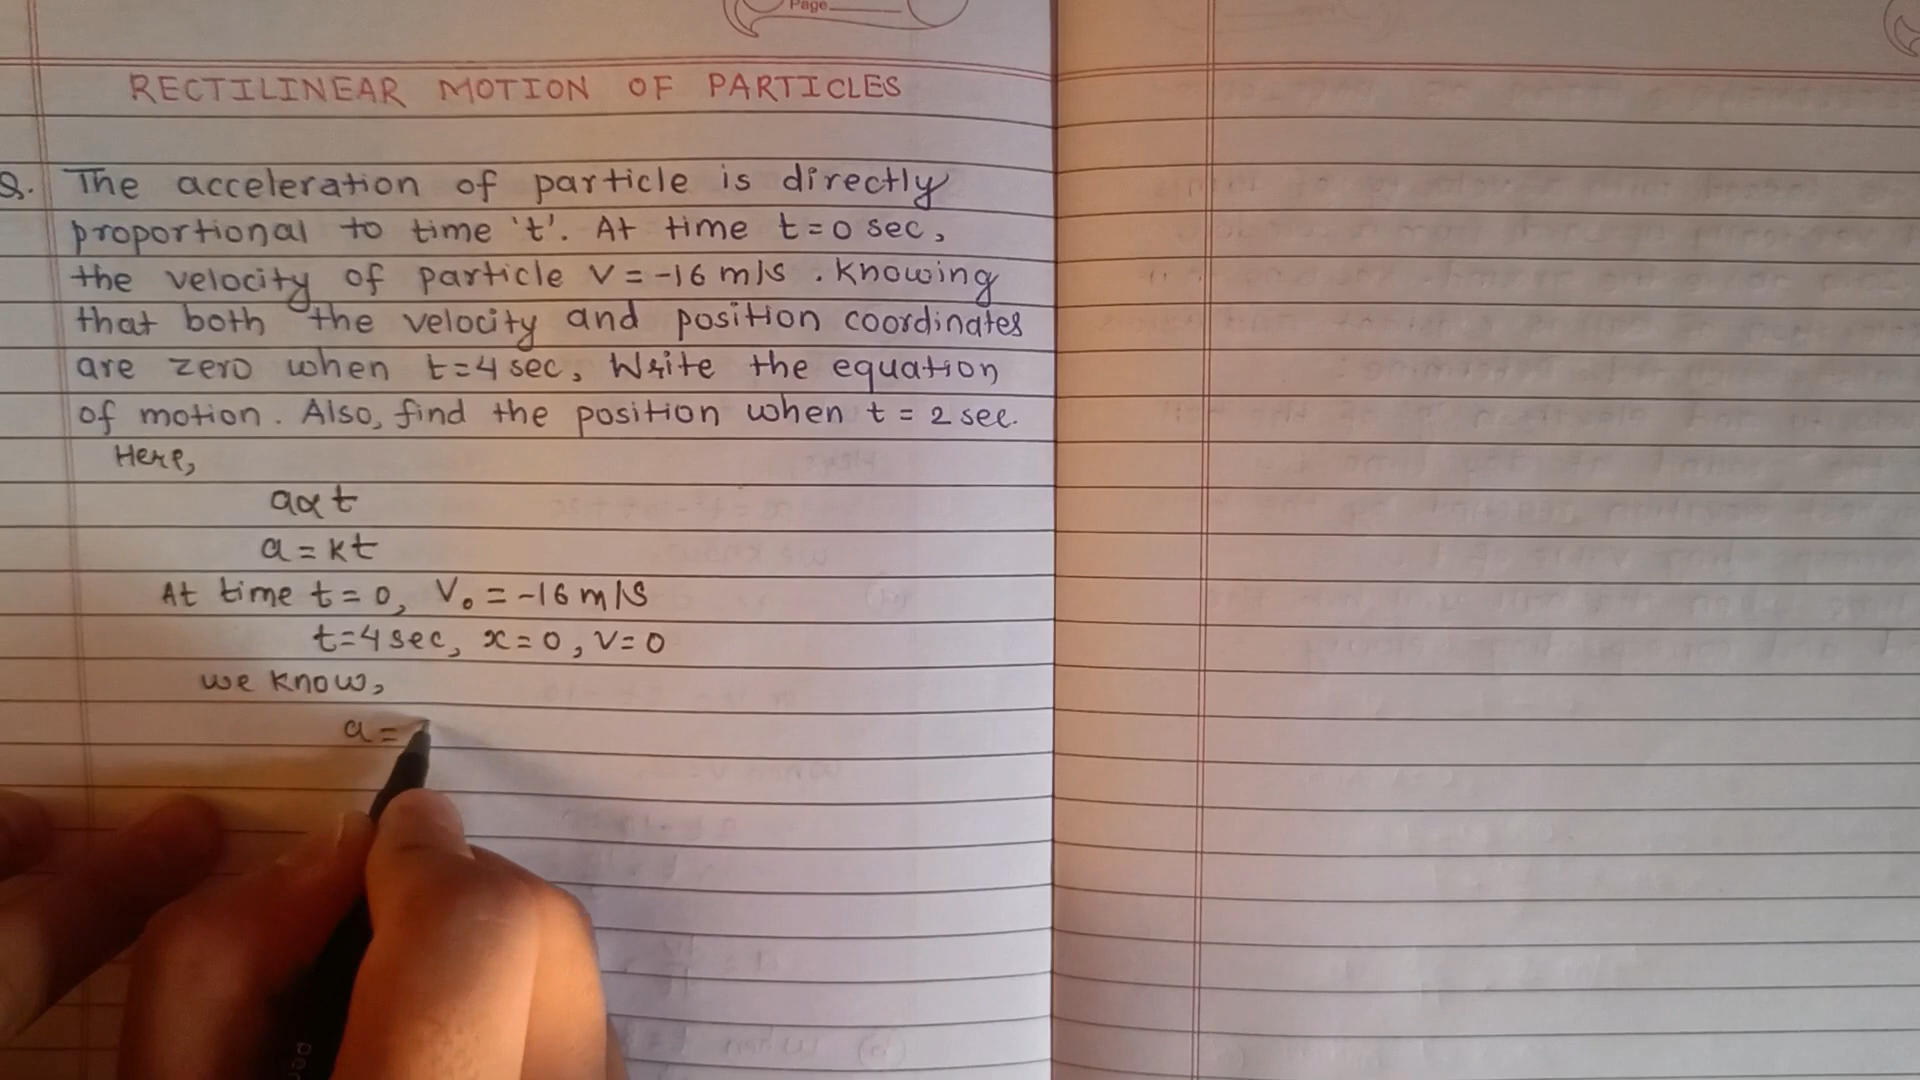 Page
RECTILINEAR MOTION OF PARTICLES
Q. The acceleration of particle is directly
proportional to time 't'. At time t=0 sec,
the velocity of particle v = -16 m/s. Knowing
that both the velocity and position coordinates
are zero when t=4 sec, Write the equation
of motion. Also, find the position when t = 2 sec.
Here,
a∝t
a = kt
At time t = 0, V₀ = -16 m/s
t=4 sec, x = 0, v = 0
we know,
a =